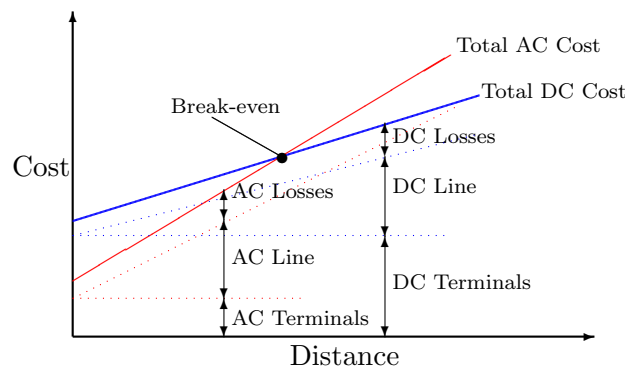 Total AC Cost
Total DC Cost
Break-even
DC Losses
Cost
DC Line
AC Losses
AC Line
DC Terminals
AC Terminals
Distance